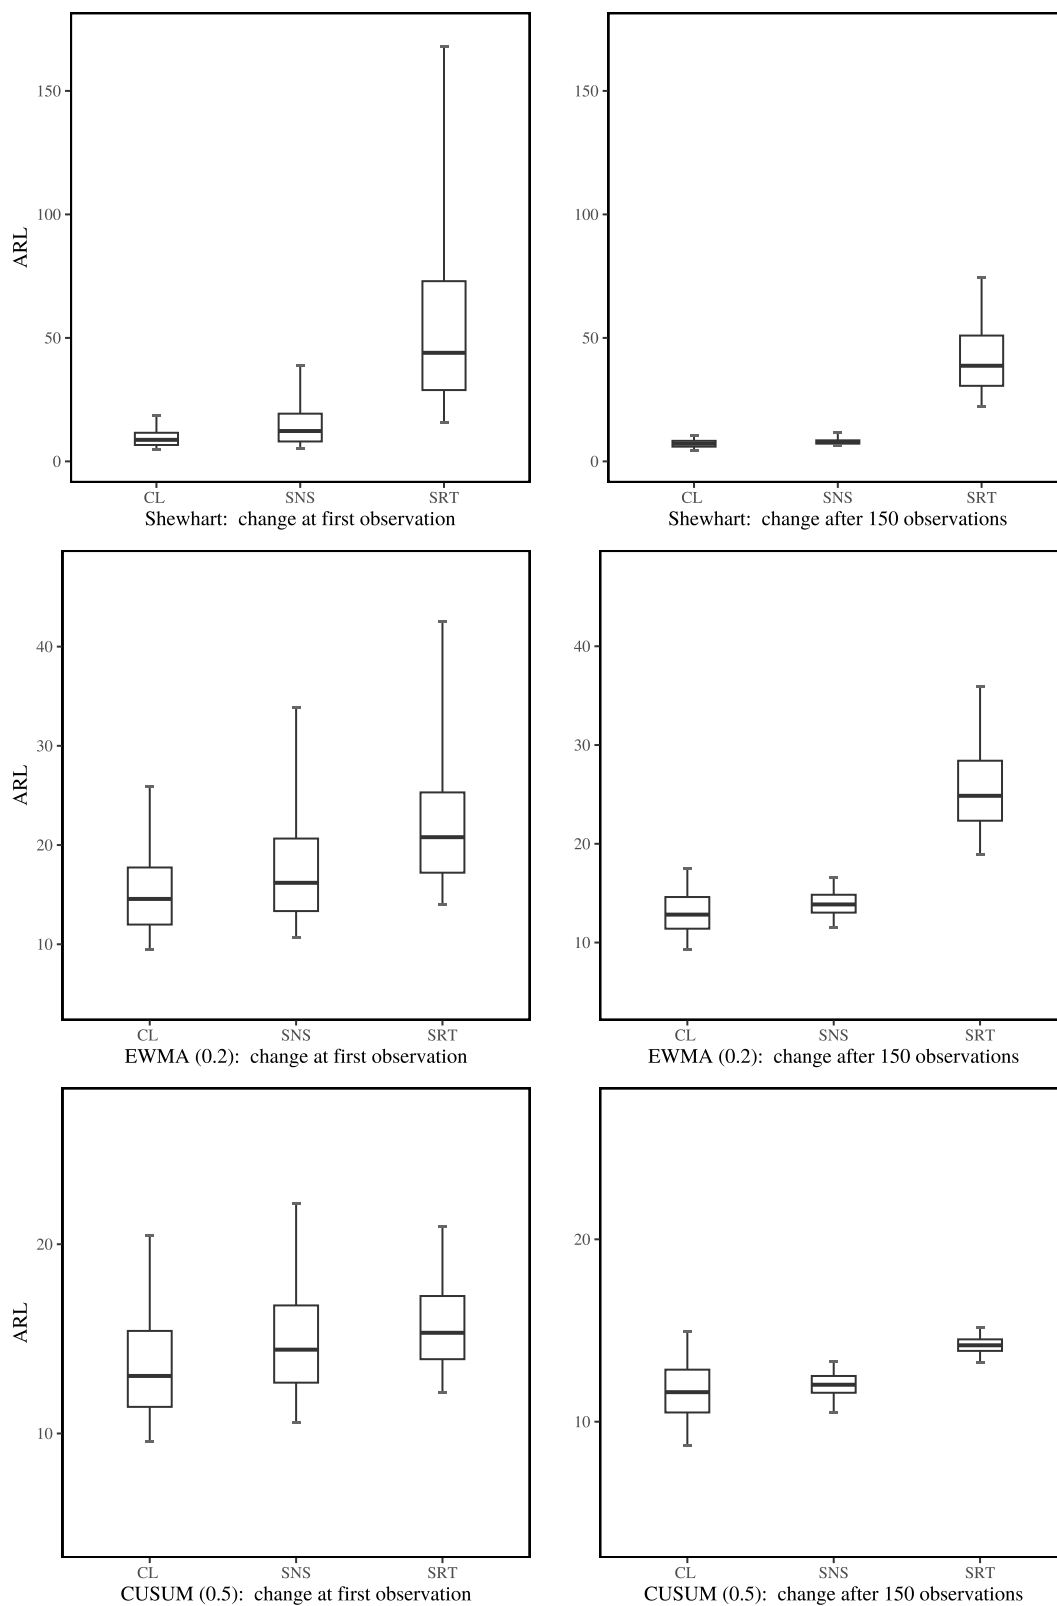 150
100
50
0
ARL
CL SNS SRT
Shewhart: change at first observation
150
100
50
0
CL SNS SRT
Shewhart: change after 150 observations
40
30
20
10
ARL
CL SNS SRT
EWMA (0.2): change at first observation
40
30
20
10
CL SNS SRT
EWMA (0.2): change after 150 observations
20
10
ARL
CL SNS SRT
CUSUM (0.5): change at first observation
20
10
CL SNS SRT
CUSUM (0.5): change after 150 observations